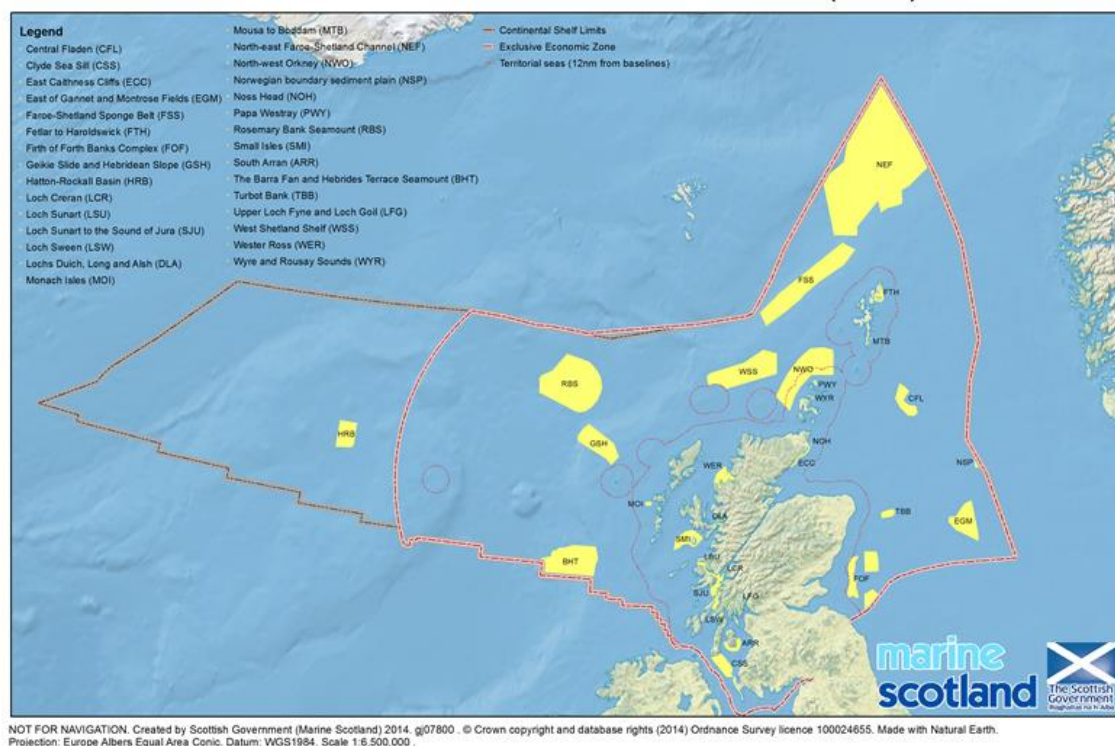 Legend
Central Fladen (CFL)
Clyde Sea Sill (CSS)
East Caithness Cliffs (ECC)
East of Gannet and Montrose Fields (EGM)
Faroe-Shetland Sponge Belt (FSS)
Fetlar to Haroldswick (FTH)
Firth of Forth Banks Complex (FOF)
Geikie Slide and Hebridean Slope (GSH)
Hatton-Rockall Basin (HRB)
Loch Creran (LCR)
Loch Sunart (LSU)
Loch Sunart to the Sound of Jura (SJU)
Loch Sween (LSW)
Lochs Duich, Long and Alsh (DLA)
Monach Isles (MOI)
Mousa to Boddam (MTB)
North-east Faroe-Shetland Channel (NEF)
North-west Orkney (NWO)
Norwegian boundary sediment plain (NSP)
Noss Head (NOH)
Papa Westray (PWY)
Rosemary Bank Seamount (RBS)
Small Isles (SMI)
South Arran (ARR)
The Barra Fan and Hebrides Terrace Seamount (BHT)
Turbot Bank (TBB)
Upper Loch Fyne and Loch Goil (LFG)
West Shetland Shelf (WSS)
Wester Ross (WER)
Wyre and Rousay Sounds (WYR)
Continental Shelf Limits
Exclusive Economic Zone
Territorial seas (12nm from baselines)
NEF
FSS
FTH
MTB
RBS
WSS
NWO
PWY
WYR
CFL
HRB
GSH
NOH
ECC
WER
NSP
MOI
DLA
TBB
EGM
SMI
BHT
LSU
LCR
FOF
SJU
LFG
LSW
ARR
CSS
marine
scotland
The Scottish
Government
Riaghaltas na h-Alba
NOT FOR NAVIGATION. Created by Scottish Government (Marine Scotland) 2014. gj07800 . © Crown copyright and database rights (2014) Ordnance Survey licence 100024655. Made with Natural Earth.
Projection: Europe Albers Equal Area Conic. Datum: WGS1984. Scale 1:6,500,000 .